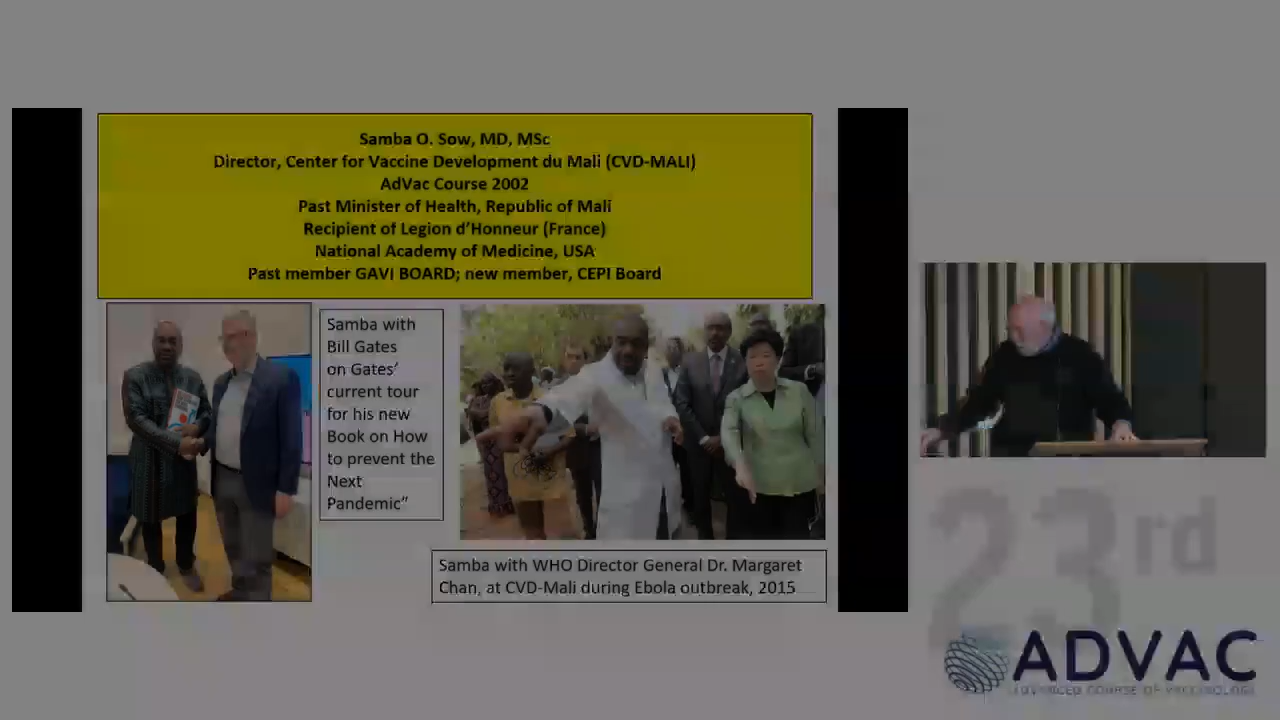 Samba O. Sow, MD, MSc
Director, Center for Vaccine Development du Mali (CVD-MALI)
AdVac Course 2002
Past Minister of Health, Republic of Mali
Recipient of Legion d’Honneur (France)
National Academy of Medicine, USA
Past member GAVI BOARD; new member, CEPI Board
Samba with
Bill Gates
on Gates’
current tour
for his new
Book on How
to prevent the
Next
Pandemic”
Samba with WHO Director General Dr. Margaret
Chan, at CVD-Mali during Ebola outbreak, 2015
23rd
ADVAC
ADVANCED COURSE OF VACCINOLOGY